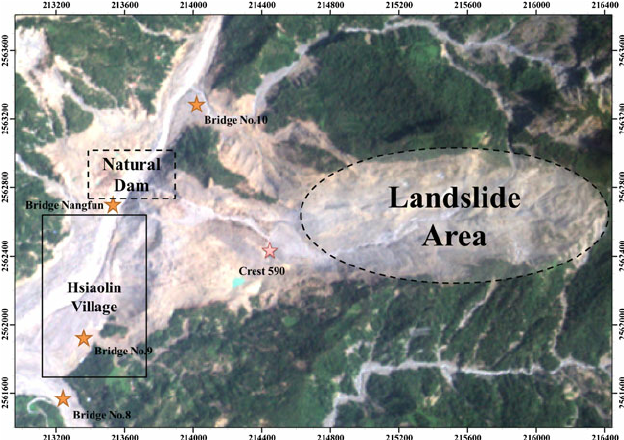 213200 213600 214000 214400 214800 215200 215600 216000 216400
2563600
2563200
2562800
2562400
2562000
2561600
Bridge No.10
Natural
Dam
Bridge Nangfun
Landslide
Area
Crest 590
Hsiaolin
Village
Bridge No.9
Bridge No.8
213200 213600 214000 214400 214800 215200 215600 216000 216400
2563600
2563200
2562800
2562400
2562000
2561600